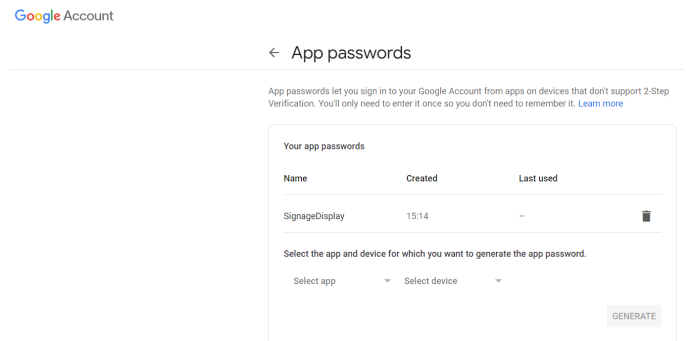 Google Account
App passwords
App passwords let you sign in to your Google Account from apps on devices that don't support 2-Step
Verification. You'll only need to enter it once so you don't need to remember it. Learn more
Your app passwords
Name Created Last used
SignageDisplay 15:14 –
Select the app and device for which you want to generate the app password.
Select app Select device
GENERATE